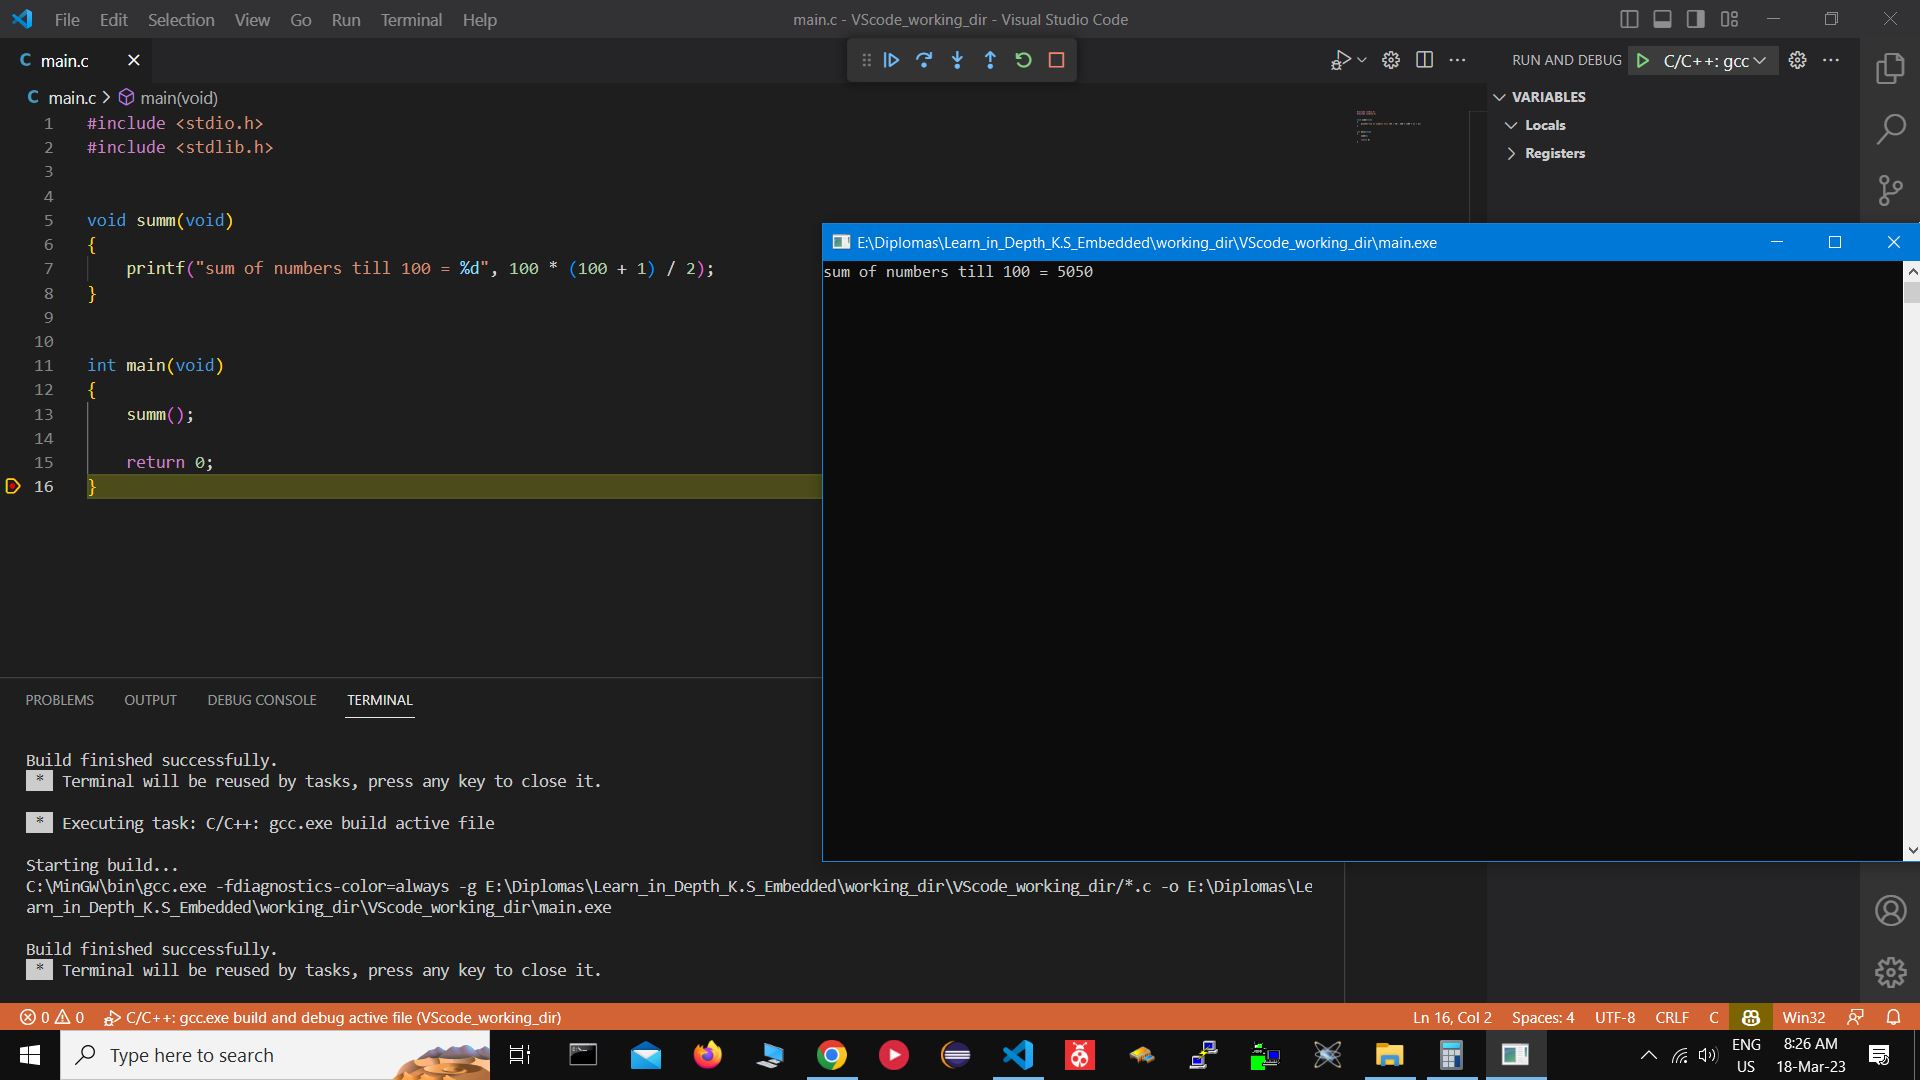 File Edit Selection View Go Run Terminal Help
main.c - VScode_working_dir - Visual Studio Code
C main.c
RUN AND DEBUG C/C++: gcc
C main.c > main(void)
1 #include <stdio.h>
2 #include <stdlib.h>
3
4
5 void summ(void)
6 {
7 printf("sum of numbers till 100 = %d", 100 * (100 + 1) / 2);
8 }
9
10
11 int main(void)
12 {
13 summ();
14
15 return 0;
16 }
VARIABLES
Locals
Registers
E:\Diplomas\Learn_in_Depth_K.S_Embedded\working_dir\VScode_working_dir\main.exe
sum of numbers till 100 = 5050
PROBLEMS OUTPUT DEBUG CONSOLE TERMINAL
Build finished successfully.
* Terminal will be reused by tasks, press any key to close it.
* Executing task: C/C++: gcc.exe build active file
Starting build...
C:\MinGW\bin\gcc.exe -fdiagnostics-color=always -g E:\Diplomas\Learn_in_Depth_K.S_Embedded\working_dir\VScode_working_dir/*.c -o E:\Diplomas\Le
arn_in_Depth_K.S_Embedded\working_dir\VScode_working_dir\main.exe
Build finished successfully.
* Terminal will be reused by tasks, press any key to close it.
0 0 C/C++: gcc.exe build and debug active file (VScode_working_dir)
Ln 16, Col 2 Spaces: 4 UTF-8 CRLF C Win32
Type here to search
ENG
US
8:26 AM
18-Mar-23